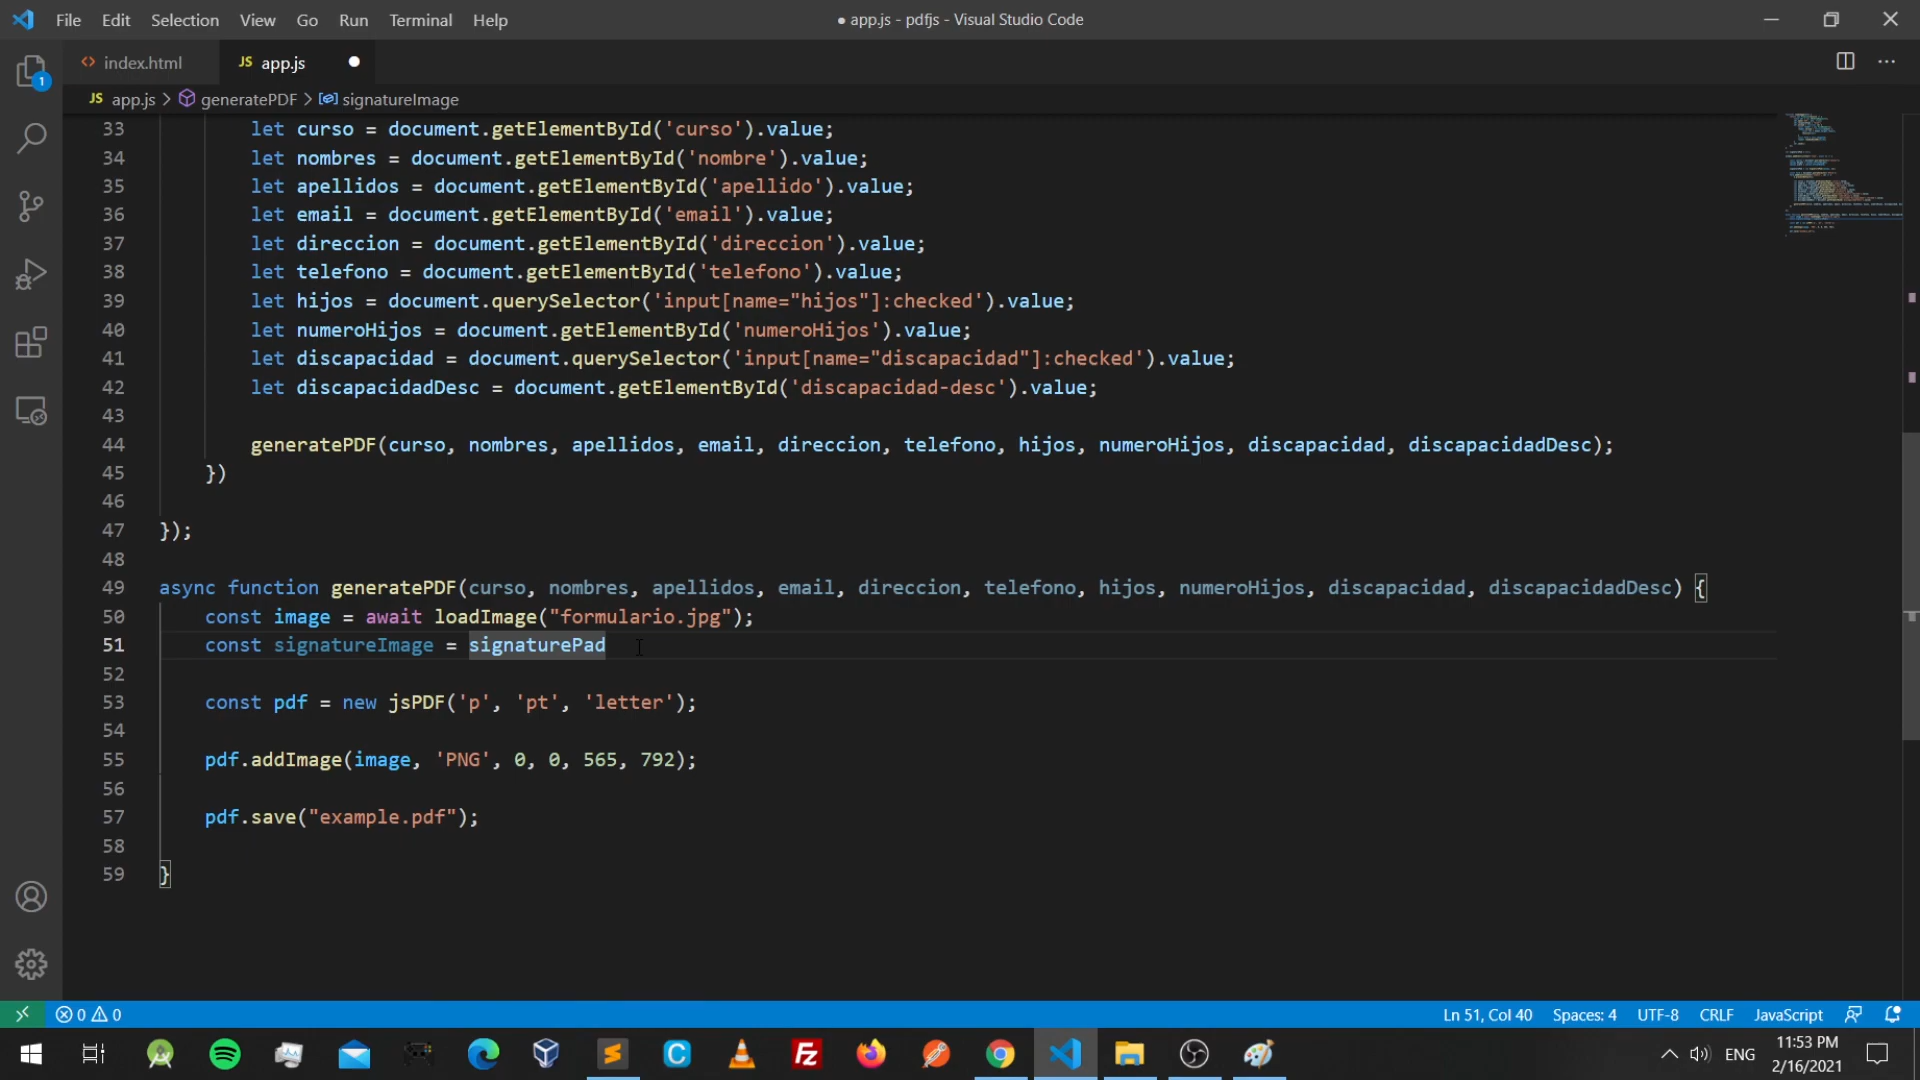 File Edit Selection View Go Run Terminal Help
● app.js - pdfjs - Visual Studio Code
1
<> index.html
JS app.js ●
JS app.js > generatePDF > signatureImage
33 let curso = document.getElementById('curso').value;
34 let nombres = document.getElementById('nombre').value;
35 let apellidos = document.getElementById('apellido').value;
36 let email = document.getElementById('email').value;
37 let direccion = document.getElementById('direccion').value;
38 let telefono = document.getElementById('telefono').value;
39 let hijos = document.querySelector('input[name="hijos"]:checked').value;
40 let numeroHijos = document.getElementById('numeroHijos').value;
41 let discapacidad = document.querySelector('input[name="discapacidad"]:checked').value;
42 let discapacidadDesc = document.getElementById('discapacidad-desc').value;
43
44 generatePDF(curso, nombres, apellidos, email, direccion, telefono, hijos, numeroHijos, discapacidad, discapacidadDesc);
45 })
46
47 });
48
49 async function generatePDF(curso, nombres, apellidos, email, direccion, telefono, hijos, numeroHijos, discapacidad, discapacidadDesc) {
50 const image = await loadImage("formulario.jpg");
51 const signatureImage = signaturePad
52
53 const pdf = new jsPDF('p', 'pt', 'letter');
54
55 pdf.addImage(image, 'PNG', 0, 0, 565, 792);
56
57 pdf.save("example.pdf");
58
59 }
0 0
Ln 51, Col 40 Spaces: 4 UTF-8 CRLF JavaScript
ENG
11:53 PM
2/16/2021